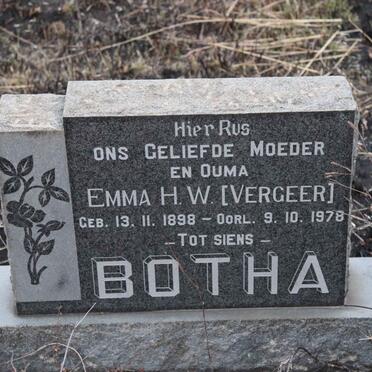 Hier Rus
ONS GELIEFDE MOEDER
EN OUMA
EMMA H. W. [VERGEER]
GEB. 13. 11. 1898 - OORL. 9. 10. 1978
-TOT SIENS-
BOTHA